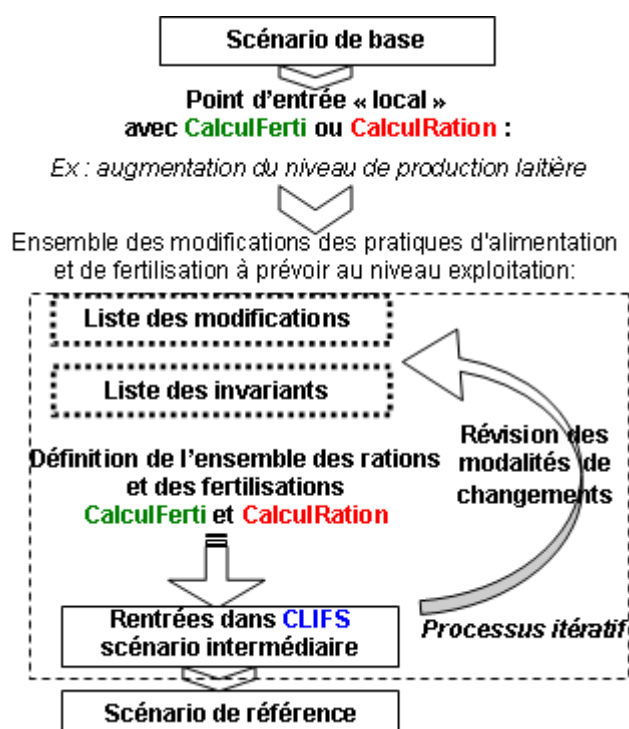 Scénario de base
Point d'entrée « local »
avec CalculFerti ou CalculRation :
Ex : augmentation du niveau de production laitière
Ensemble des modifications des pratiques d'alimentation
et de fertilisation à prévoir au niveau exploitation:
Liste des modifications
Liste des invariants
Définition de l'ensemble des rations
et des fertilisations
CalculFerti et CalculRation
Révision des
modalités de
changements
Rentrées dans CLIFS
scénario intermédiaire
Processus itératif
Scénario de référence